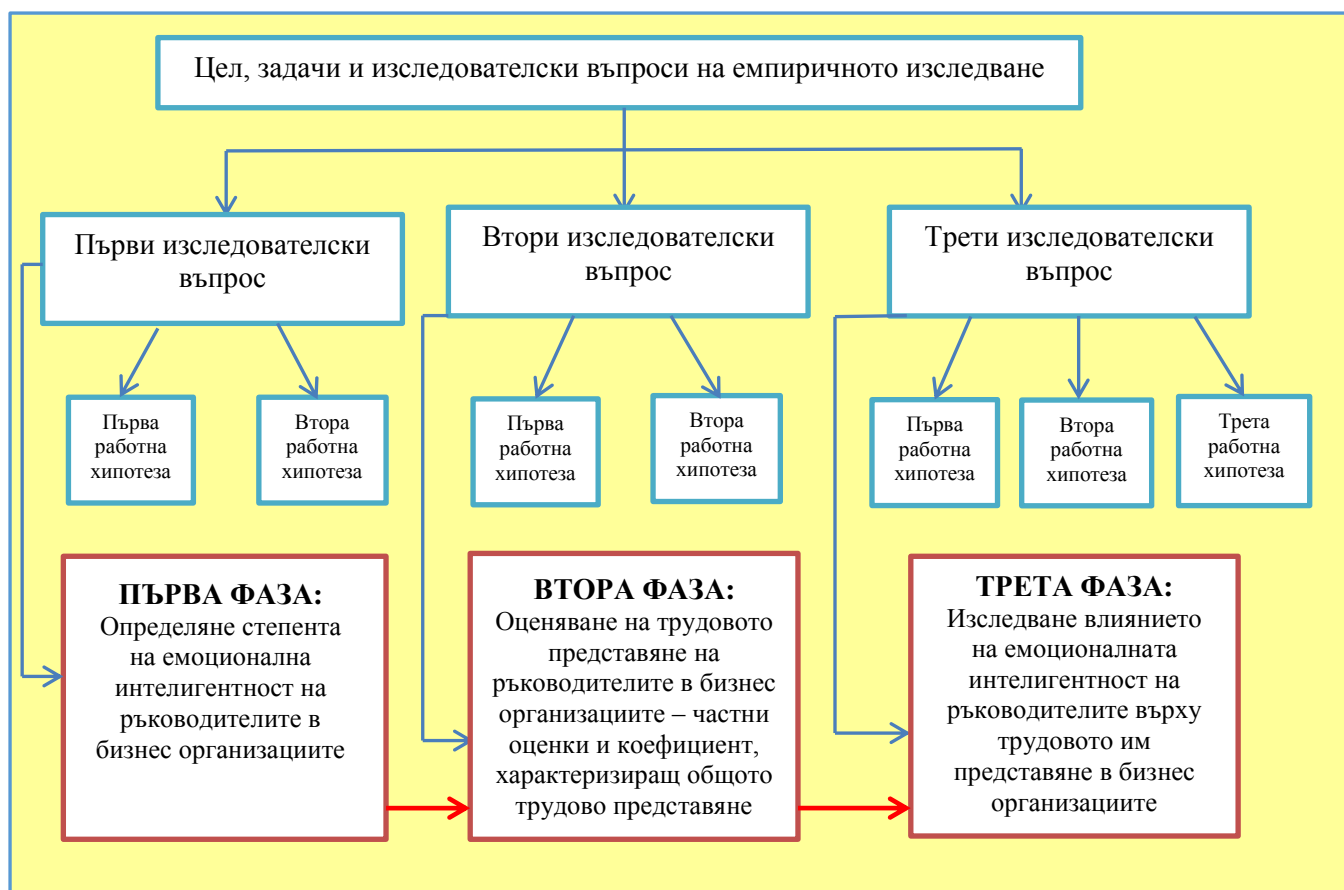 Цел, задачи и изследователски въпроси на емпиричното изследване
Първи изследователски
въпрос
Втори изследователски
въпрос
Трети изследователски
въпрос
Първа
работна
хипотеза
Втора
работна
хипотеза
Първа
работна
хипотеза
Втора
работна
хипотеза
Първа
работна
хипотеза
Втора
работна
хипотеза
Трета
работна
хипотеза
ПЪРВА ФАЗА:
Определяне степента
на емоционална
интелигентност на
ръководителите в
бизнес организациите
ВТОРА ФАЗА:
Оценяване на трудовото
представяне на
ръководителите в бизнес
организациите – частни
оценки и коефициент,
характеризиращ общото
трудово представяне
ТРЕТА ФАЗА:
Изследване влиянието
на емоционалната
интелигентност на
ръководителите върху
трудовото им
представяне в бизнес
организациите